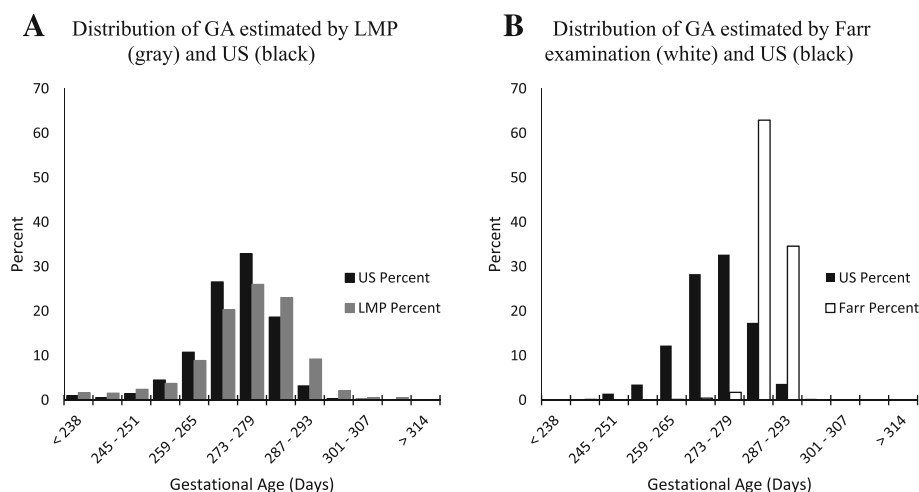 A Distribution of GA estimated by LMP
(gray) and US (black)
70
60
50
40
30
20
10
0
Percent
US Percent
LMP Percent
< 238
245 - 251
259 - 265
273 - 279
287 - 293
301 - 307
> 314
Gestational Age (Days)
B Distribution of GA estimated by Farr
examination (white) and US (black)
70
60
50
40
30
20
10
0
Percent
US Percent
Farr Percent
< 238
245 - 251
259 - 265
273 - 279
287 - 293
301 - 307
> 314
Gestational Age (Days)